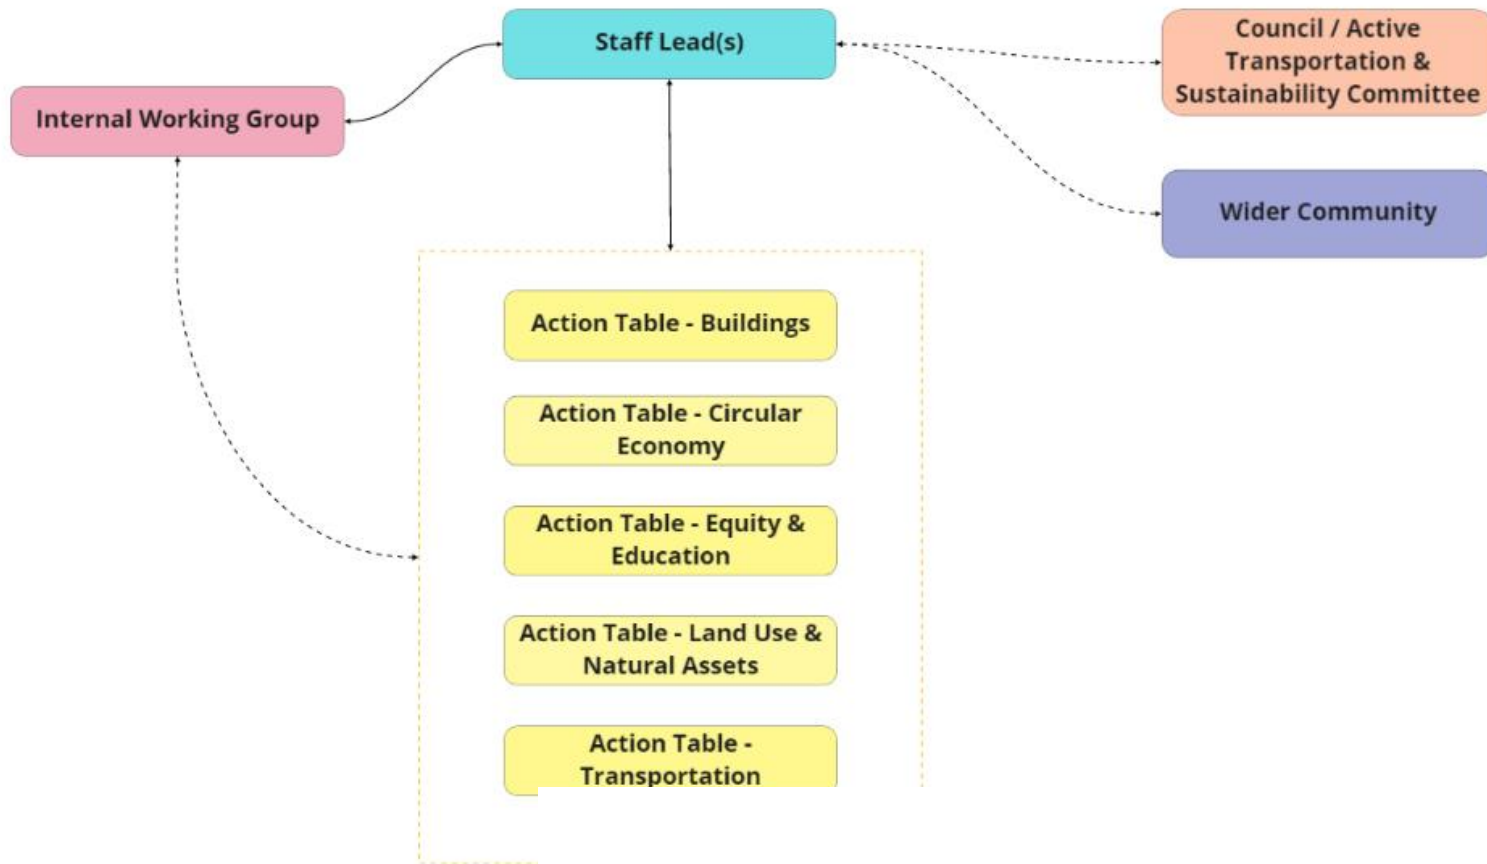 Staff Lead(s)
Council / Active
Transportation &
Sustainability Committee
Internal Working Group
Wider Community
Action Table - Buildings
Action Table - Circular
Economy
Action Table - Equity &
Education
Action Table - Land Use &
Natural Assets
Action Table -
Transportation